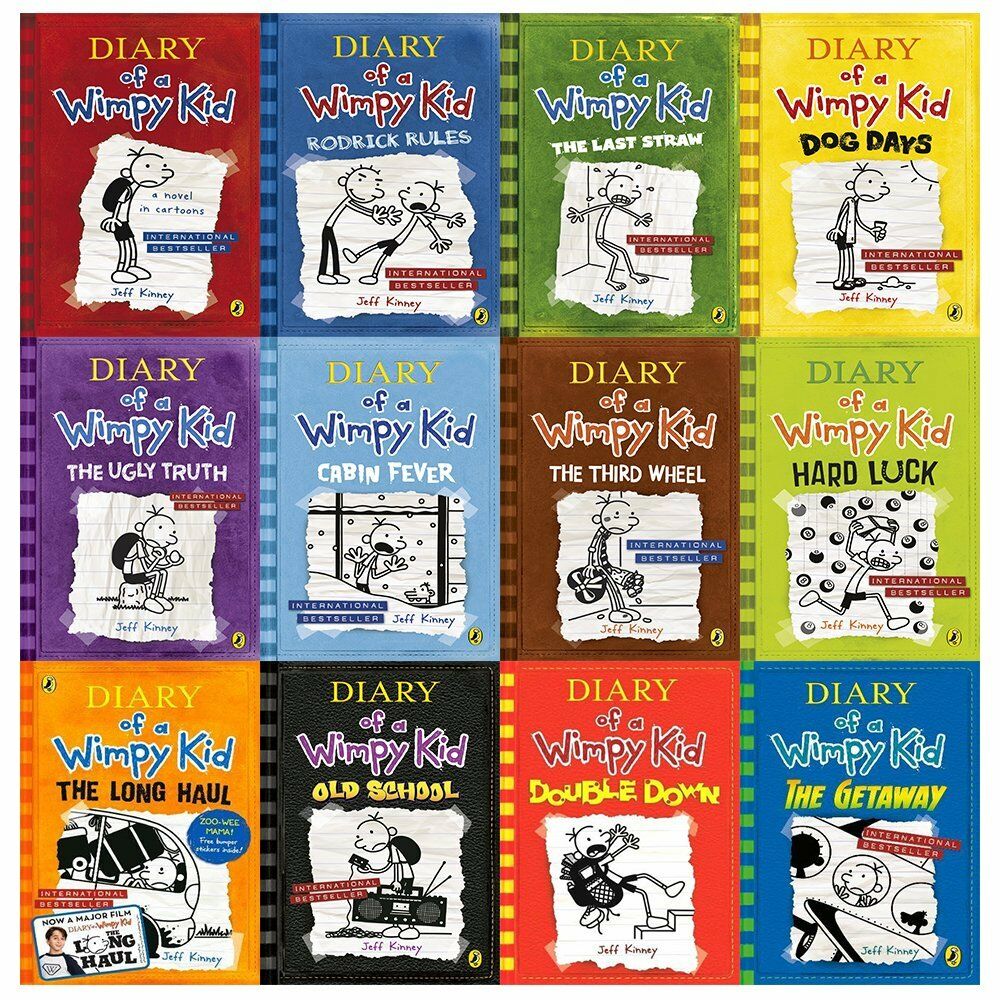 DIARY
of a
Wimpy Kid
a novel
in cartoons
INTERNATIONAL
BESTSELLER
Jeff Kinney
DIARY
of a
Wimpy Kid
RODRICK RULES
INTERNATIONAL
BESTSELLER
Jeff Kinney
DIARY
of a
Wimpy Kid
THE LAST STRAW
INTERNATIONAL
BESTSELLER
Jeff Kinney
DIARY
of a
Wimpy Kid
DOG DAYS
INTERNATIONAL
BESTSELLER
Jeff Kinney
DIARY
of a
Wimpy Kid
THE UGLY TRUTH
INTERNATIONAL
BESTSELLER
Jeff Kinney
DIARY
of a
Wimpy Kid
CABIN FEVER
INTERNATIONAL
BESTSELLER
Jeff Kinney
DIARY
of a
Wimpy Kid
THE THIRD WHEEL
INTERNATIONAL
BESTSELLER
Jeff Kinney
DIARY
of a
Wimpy Kid
HARD LUCK
INTERNATIONAL
BESTSELLER
Jeff Kinney
DIARY
of a
Wimpy Kid
THE LONG HAUL
ZOO-WEE
MAMA!
Free bumper
stickers inside!
INTERNATIONAL
BESTSELLER
NOW A MAJOR FILM
DIARY of a Wimpy Kid
THE
LONG
HAUL
Jeff Kinney
DIARY
of a
Wimpy Kid
OLD SCHOOL
INTERNATIONAL
BESTSELLER
Jeff Kinney
DIARY
of a
Wimpy Kid
DOUBLE DOWN
Jeff Kinney
DIARY
of a
Wimpy Kid
THE GETAWAY
INTERNATIONAL
BESTSELLER
Jeff Kinney